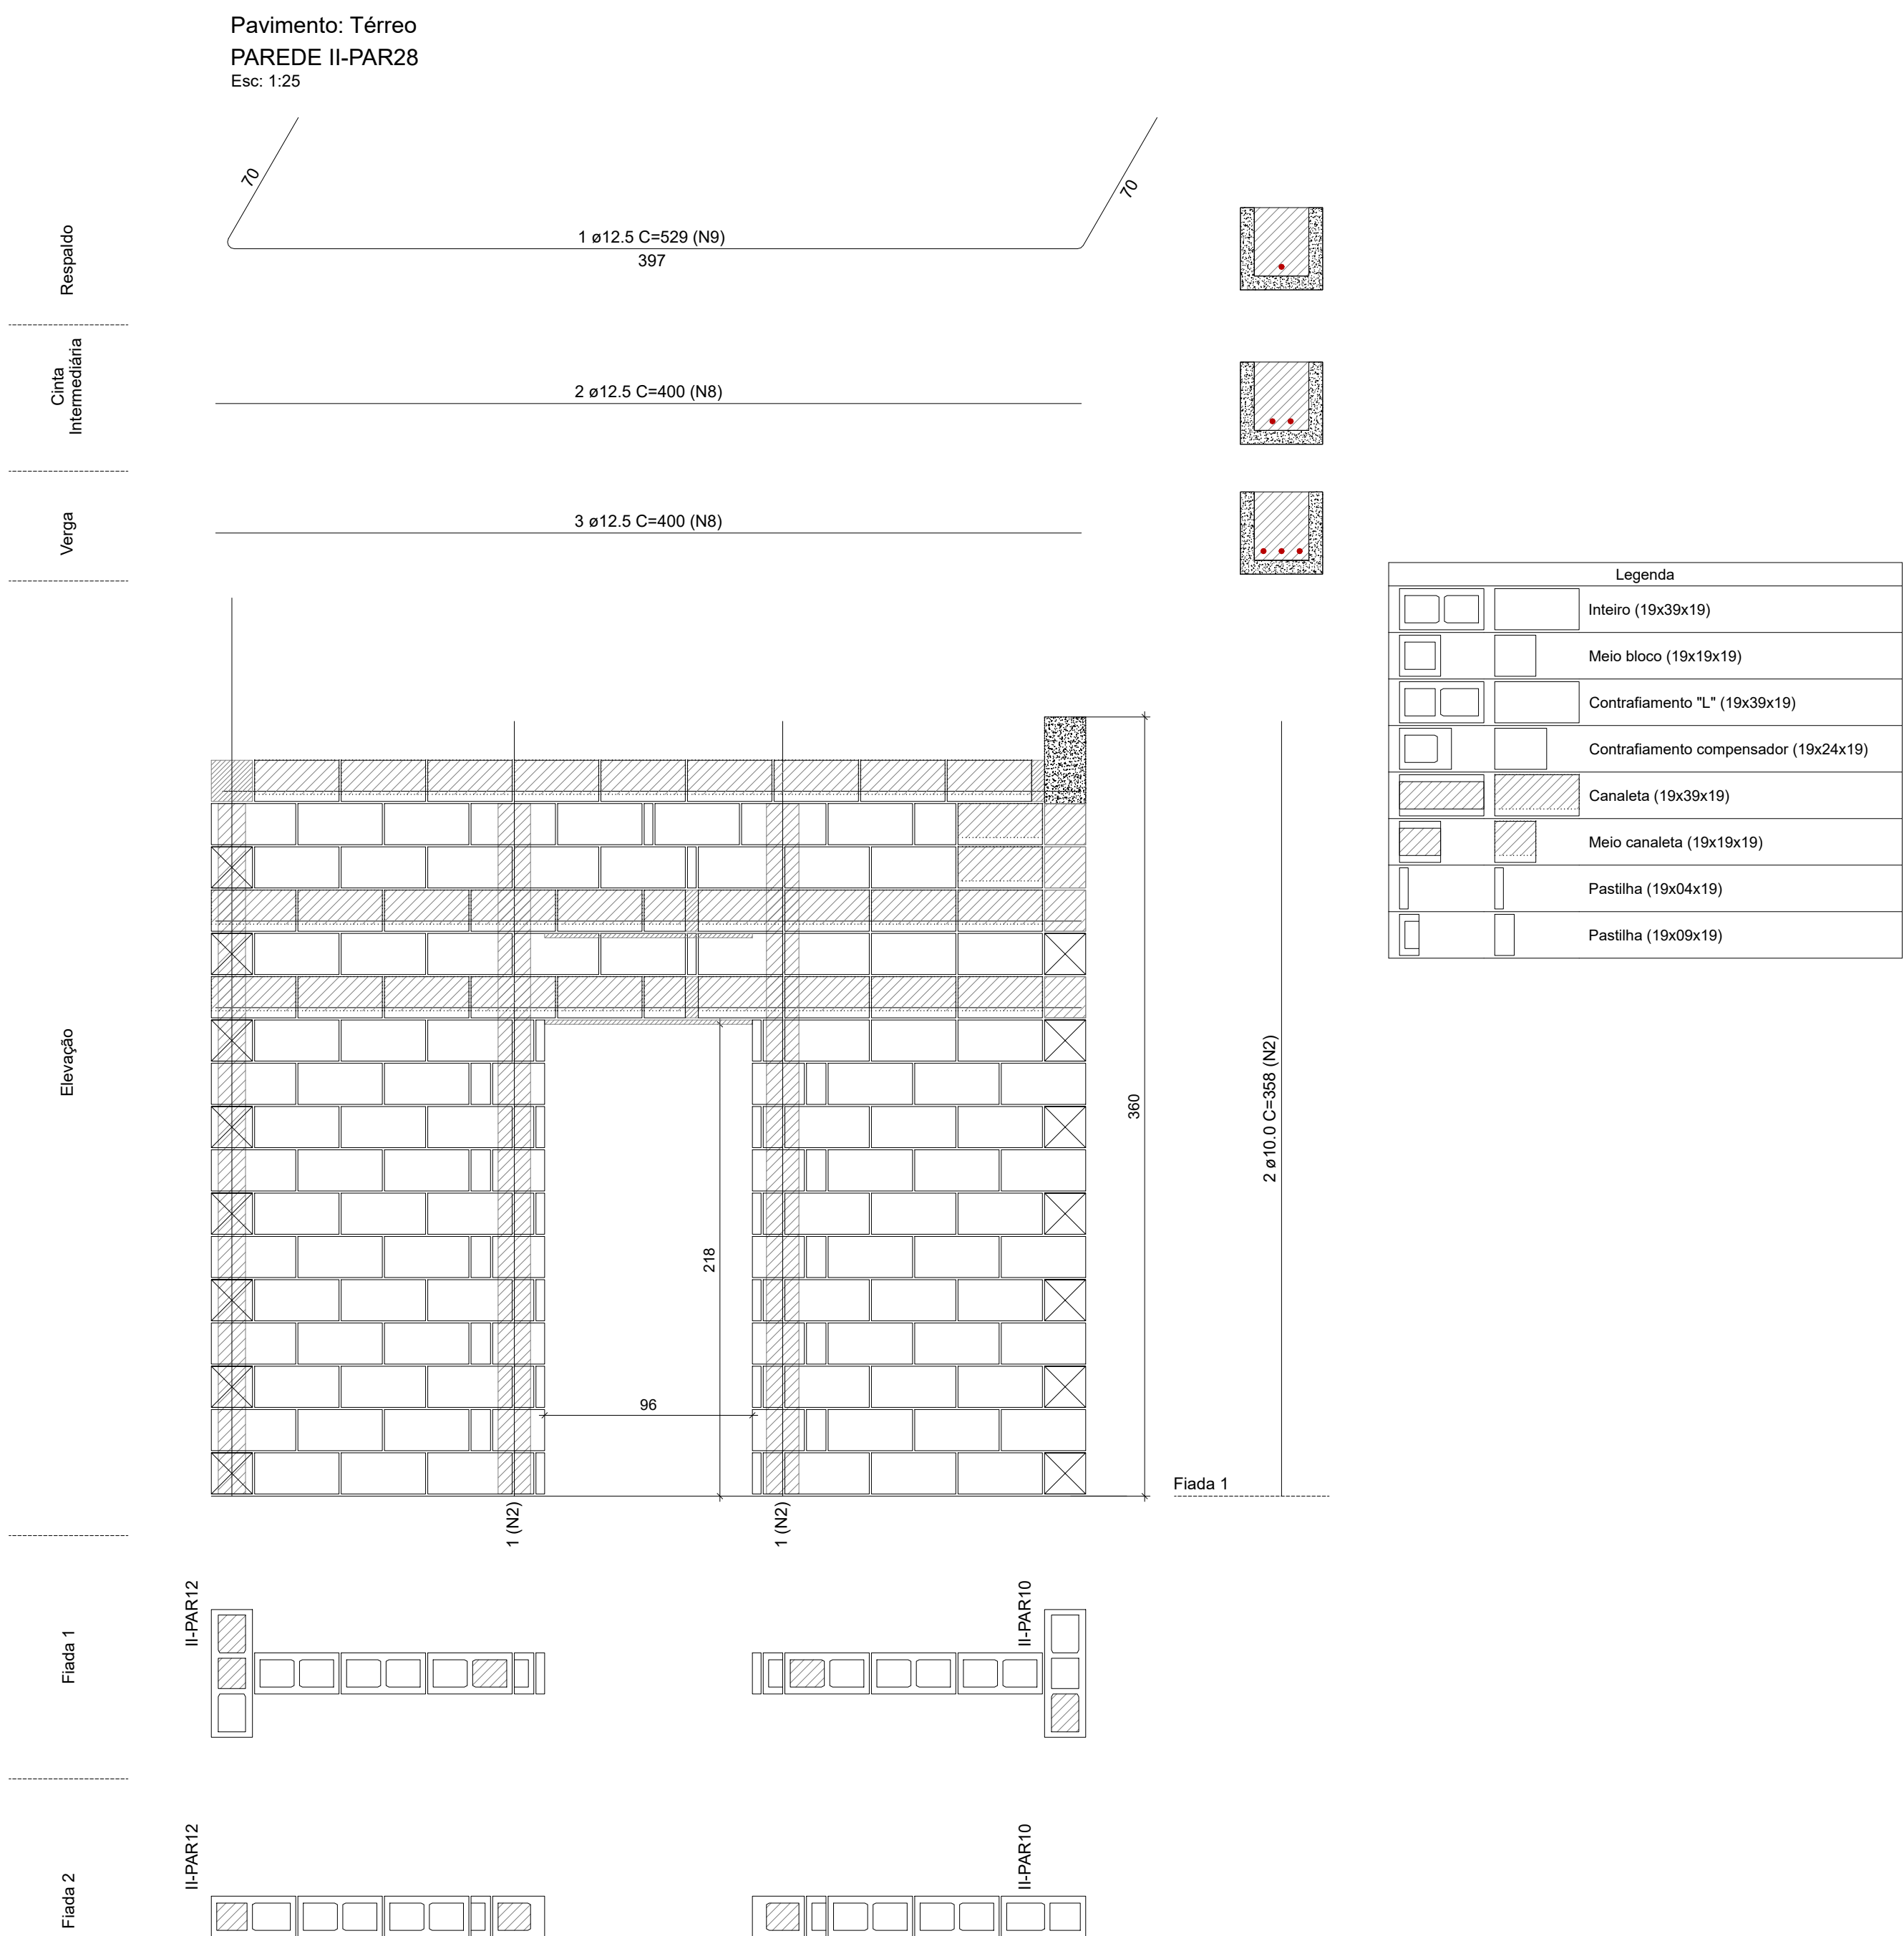 Pavimento: Térreo
PAREDE II-PAR28
Esc: 1:25
70
70
1 ø12.5 C=529 (N9)
397
Respaldo
Cinta
Intermediária
2 ø12.5 C=400 (N8)
Verga
3 ø12.5 C=400 (N8)
Legenda
Inteiro (19x39x19)
Meio bloco (19x19x19)
Contrafiamento "L" (19x39x19)
Contrafiamento compensador (19x24x19)
Canaleta (19x39x19)
Meio canaleta (19x19x19)
Pastilha (19x04x19)
Pastilha (19x09x19)
Elevação
218
96
360
2 ø10.0 C=358 (N2)
Fiada 1
1 (N2)
1 (N2)
Fiada 1
II-PAR12
II-PAR10
Fiada 2
II-PAR12
II-PAR10